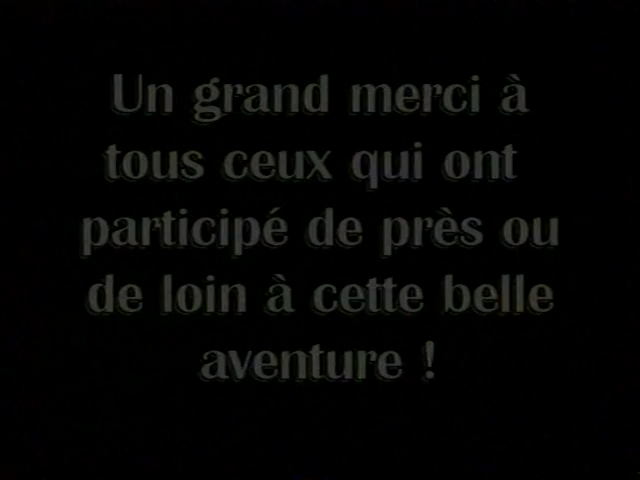 Un grand merci à
tous ceux qui ont
participé de près ou
de loin à cette belle
aventure !